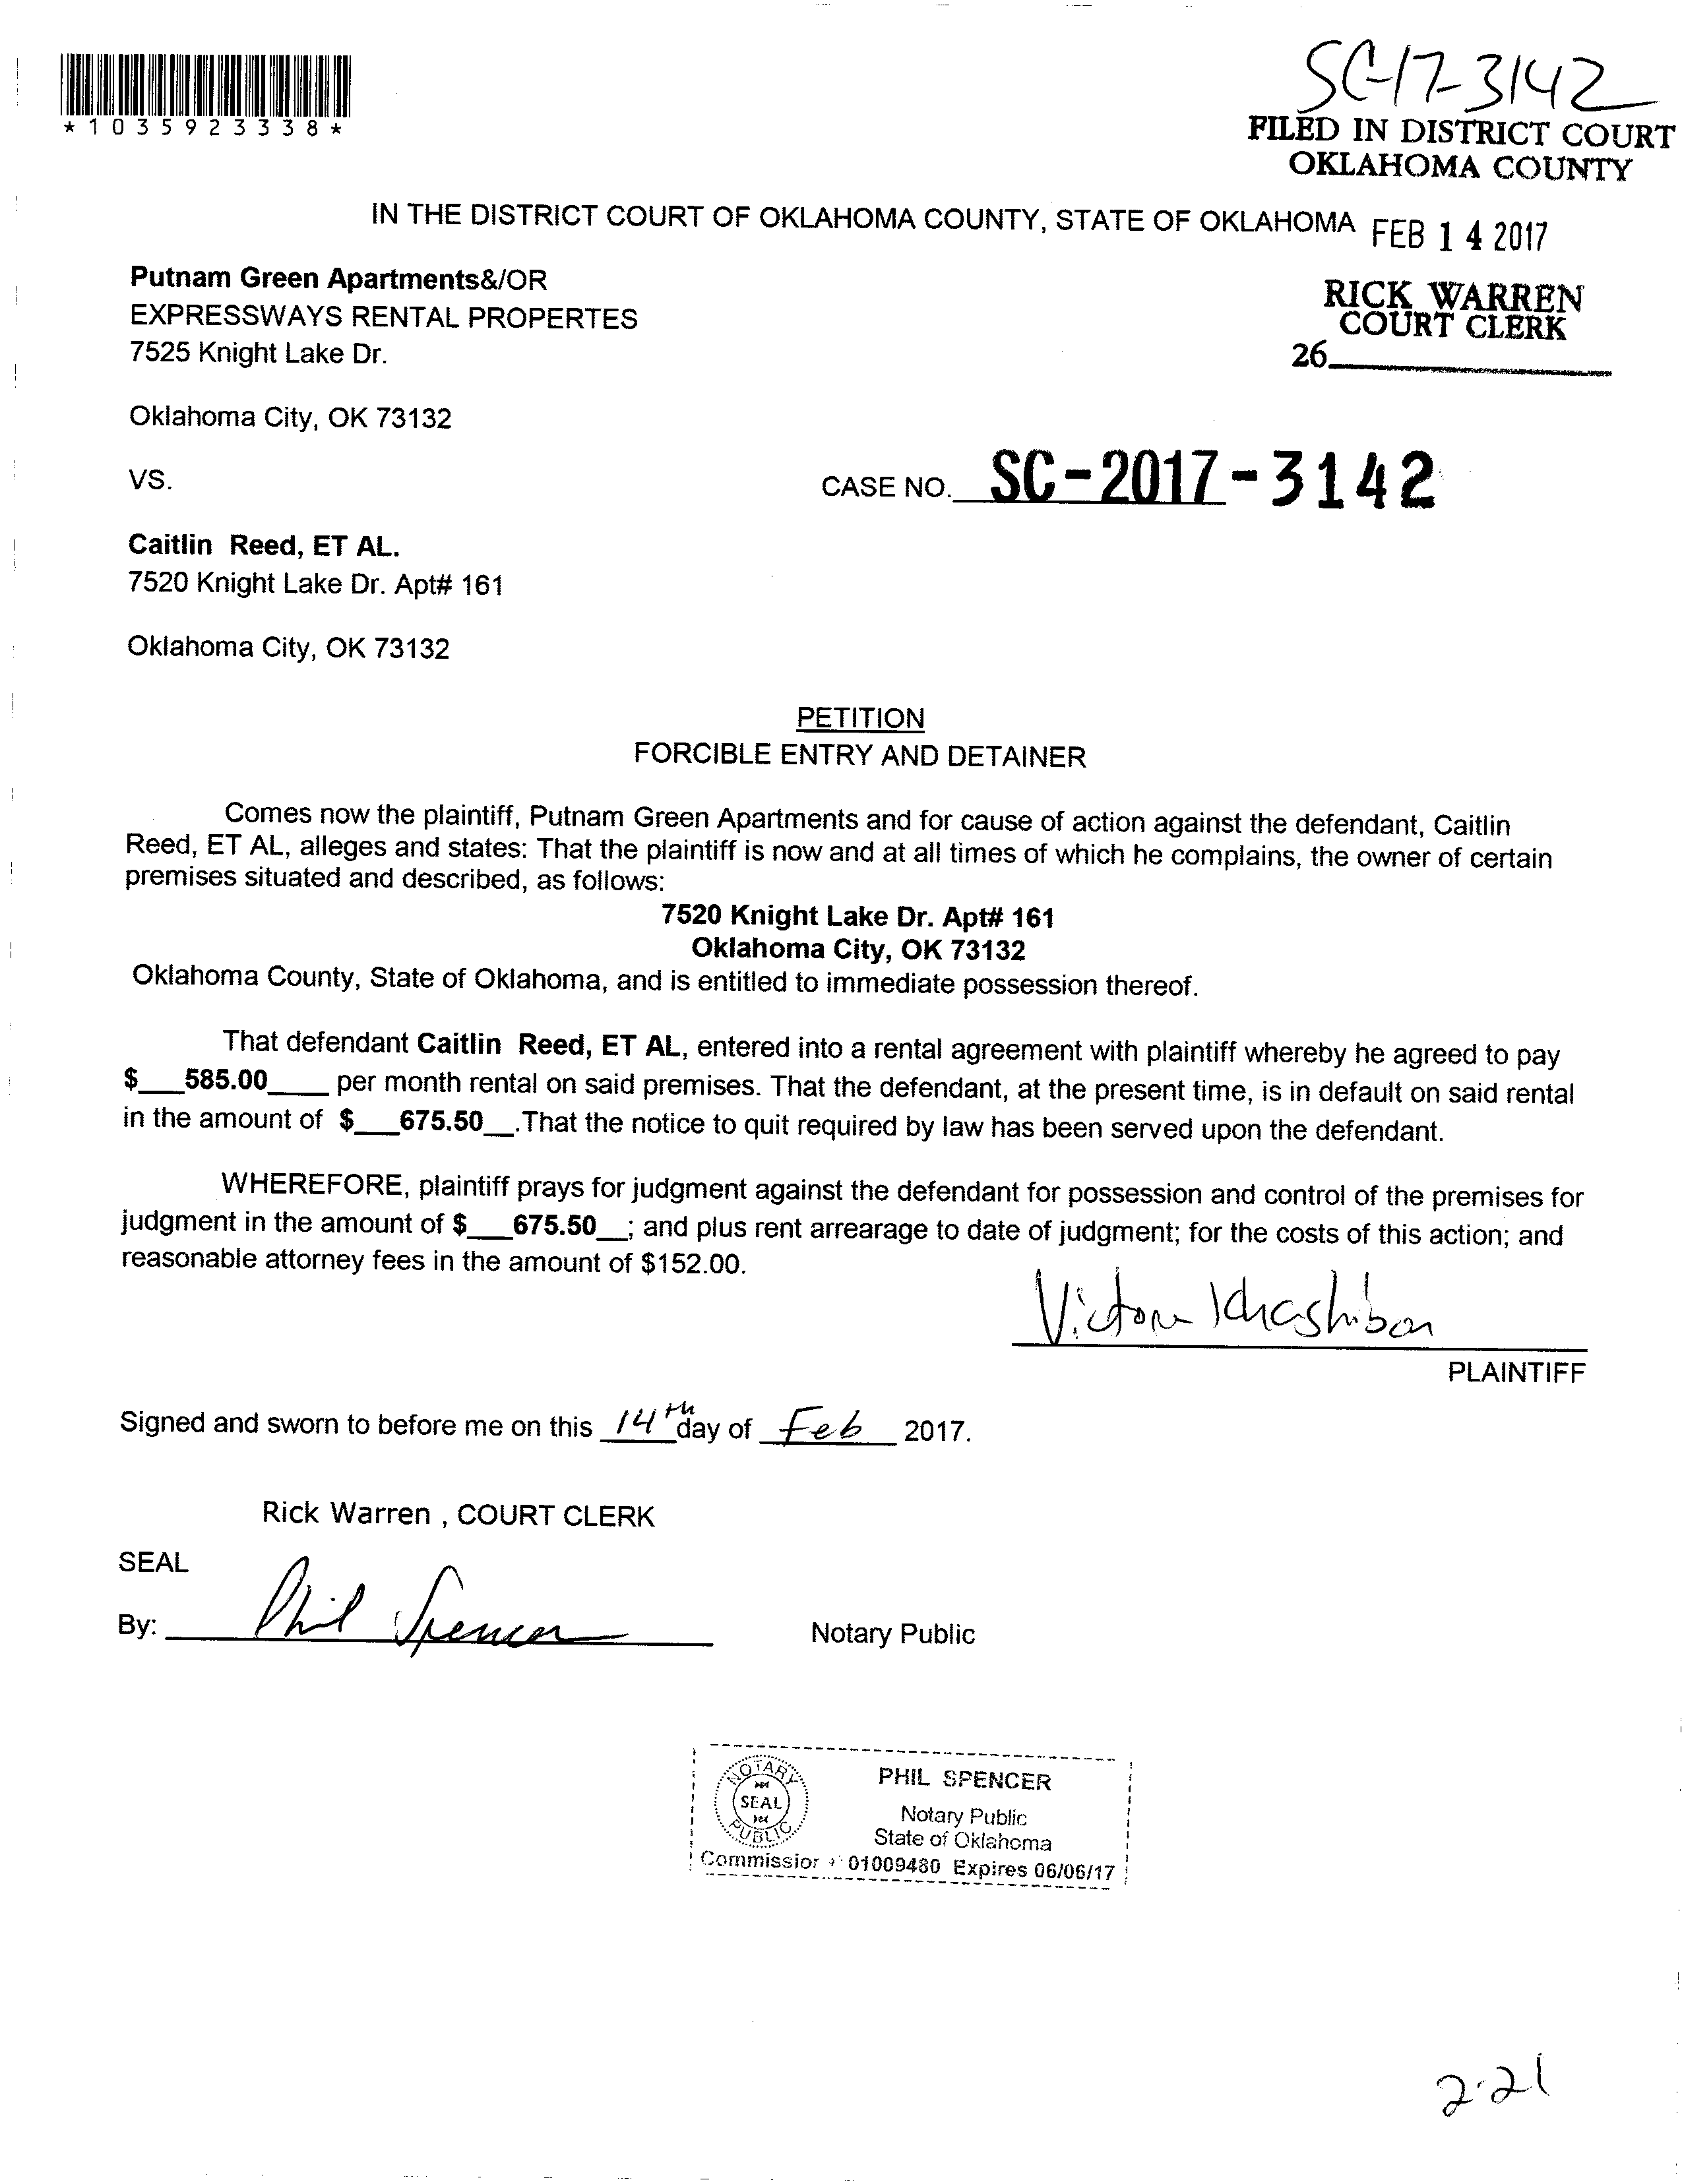 SC-17-3142
*1035923338*
FILED IN DISTRICT COURT
OKLAHOMA COUNTY
IN THE DISTRICT COURT OF OKLAHOMA COUNTY, STATE OF OKLAHOMA
FEB 14 2017
Putnam Green Apartments&/OR
EXPRESSWAYS RENTAL PROPERTES
7525 Knight Lake Dr.
RICK WARREN
COURT CLERK
26
Oklahoma City, OK 73132
VS.
CASE NO. SC-2017-3142
Caitlin Reed, ET AL.
7520 Knight Lake Dr. Apt# 161
Oklahoma City, OK 73132
PETITION
FORCIBLE ENTRY AND DETAINER
Comes now the plaintiff, Putnam Green Apartments and for cause of action against the defendant, Caitlin
Reed, ET AL, alleges and states: That the plaintiff is now and at all times of which he complains, the owner of certain
premises situated and described, as follows:
7520 Knight Lake Dr. Apt# 161
Oklahoma City, OK 73132
Oklahoma County, State of Oklahoma, and is entitled to immediate possession thereof.
That defendant Caitlin Reed, ET AL, entered into a rental agreement with plaintiff whereby he agreed to pay
$___585.00____ per month rental on said premises. That the defendant, at the present time, is in default on said rental
in the amount of $___675.50__.That the notice to quit required by law has been served upon the defendant.
WHEREFORE, plaintiff prays for judgment against the defendant for possession and control of the premises for
judgment in the amount of $___675.50__; and plus rent arrearage to date of judgment; for the costs of this action; and
reasonable attorney fees in the amount of $152.00.
PLAINTIFF
Signed and sworn to before me on this 14th day of Feb 2017.
Rick Warren , COURT CLERK
SEAL
By: Phil Spencer Notary Public
NOTARY PUBLIC
SEAL
PHIL SPENCER
Notary Public
State of Oklahoma
Commission # 01009480 Expires 06/06/17
2-21